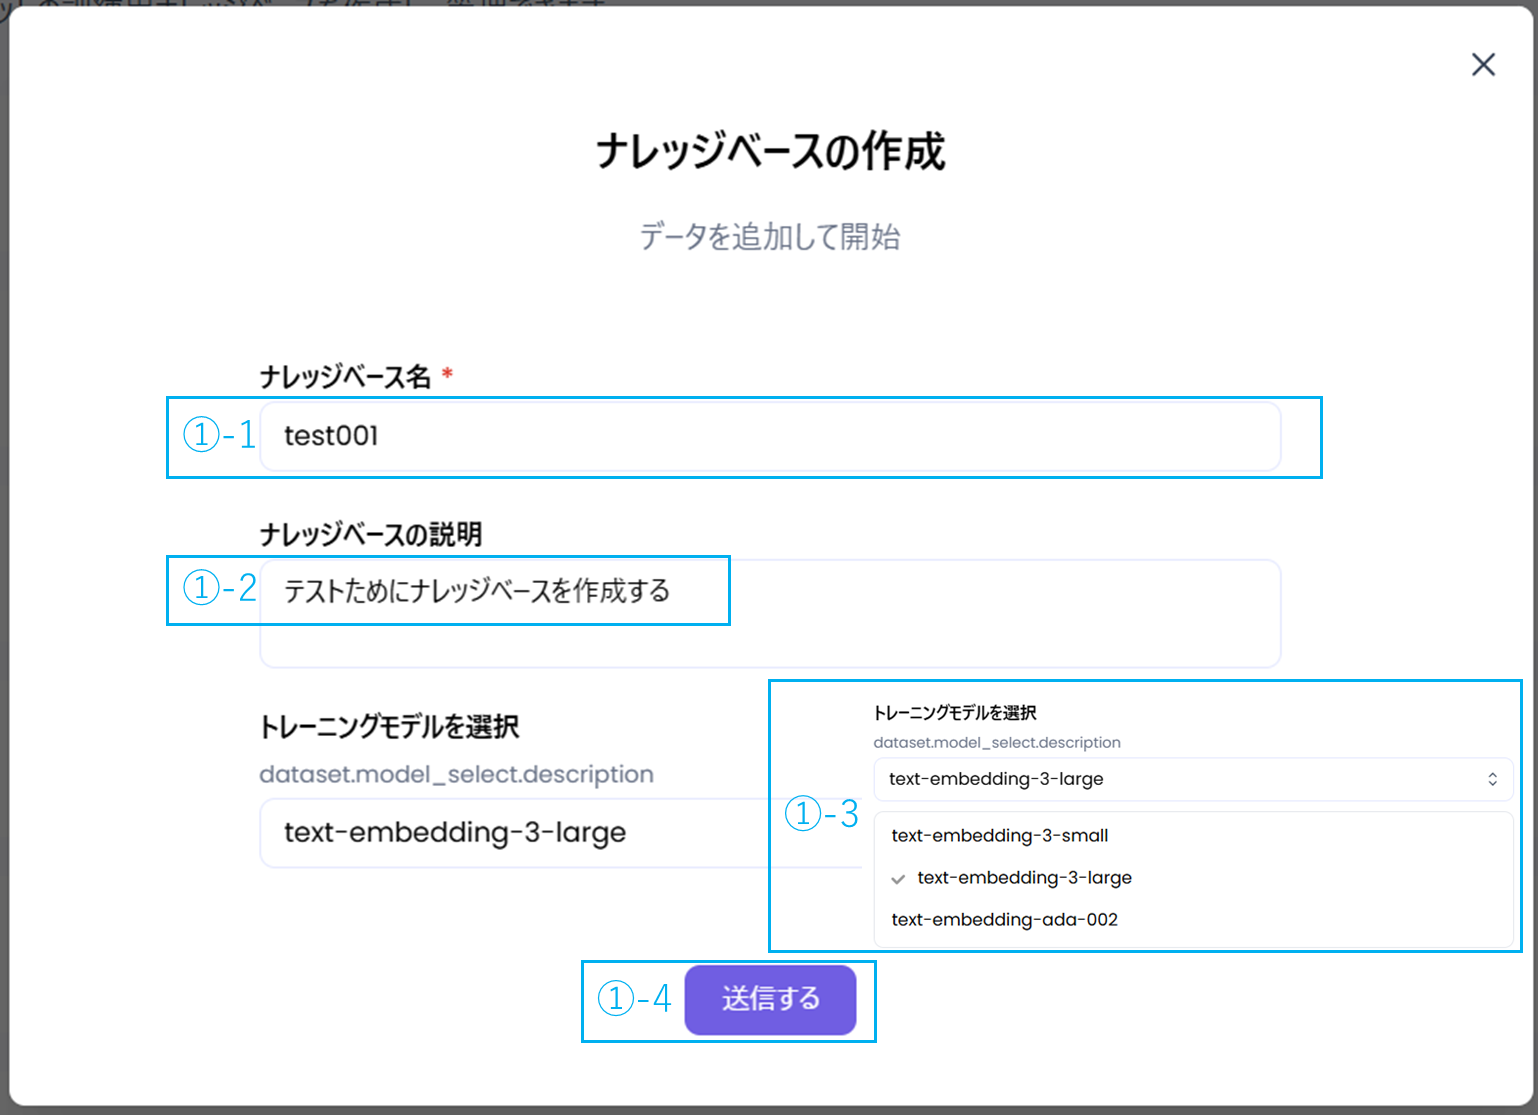 ナレッジベースの作成
データを追加して開始
ナレッジベース名 *
①-1 test001
ナレッジベースの説明
①-2 テストためにナレッジベースを作成する
トレーニングモデルを選択
dataset.model_select.description
text-embedding-3-large
①-3
トレーニングモデルを選択
dataset.model_select.description
text-embedding-3-large
text-embedding-3-small
text-embedding-3-large
text-embedding-ada-002
①-4 送信する